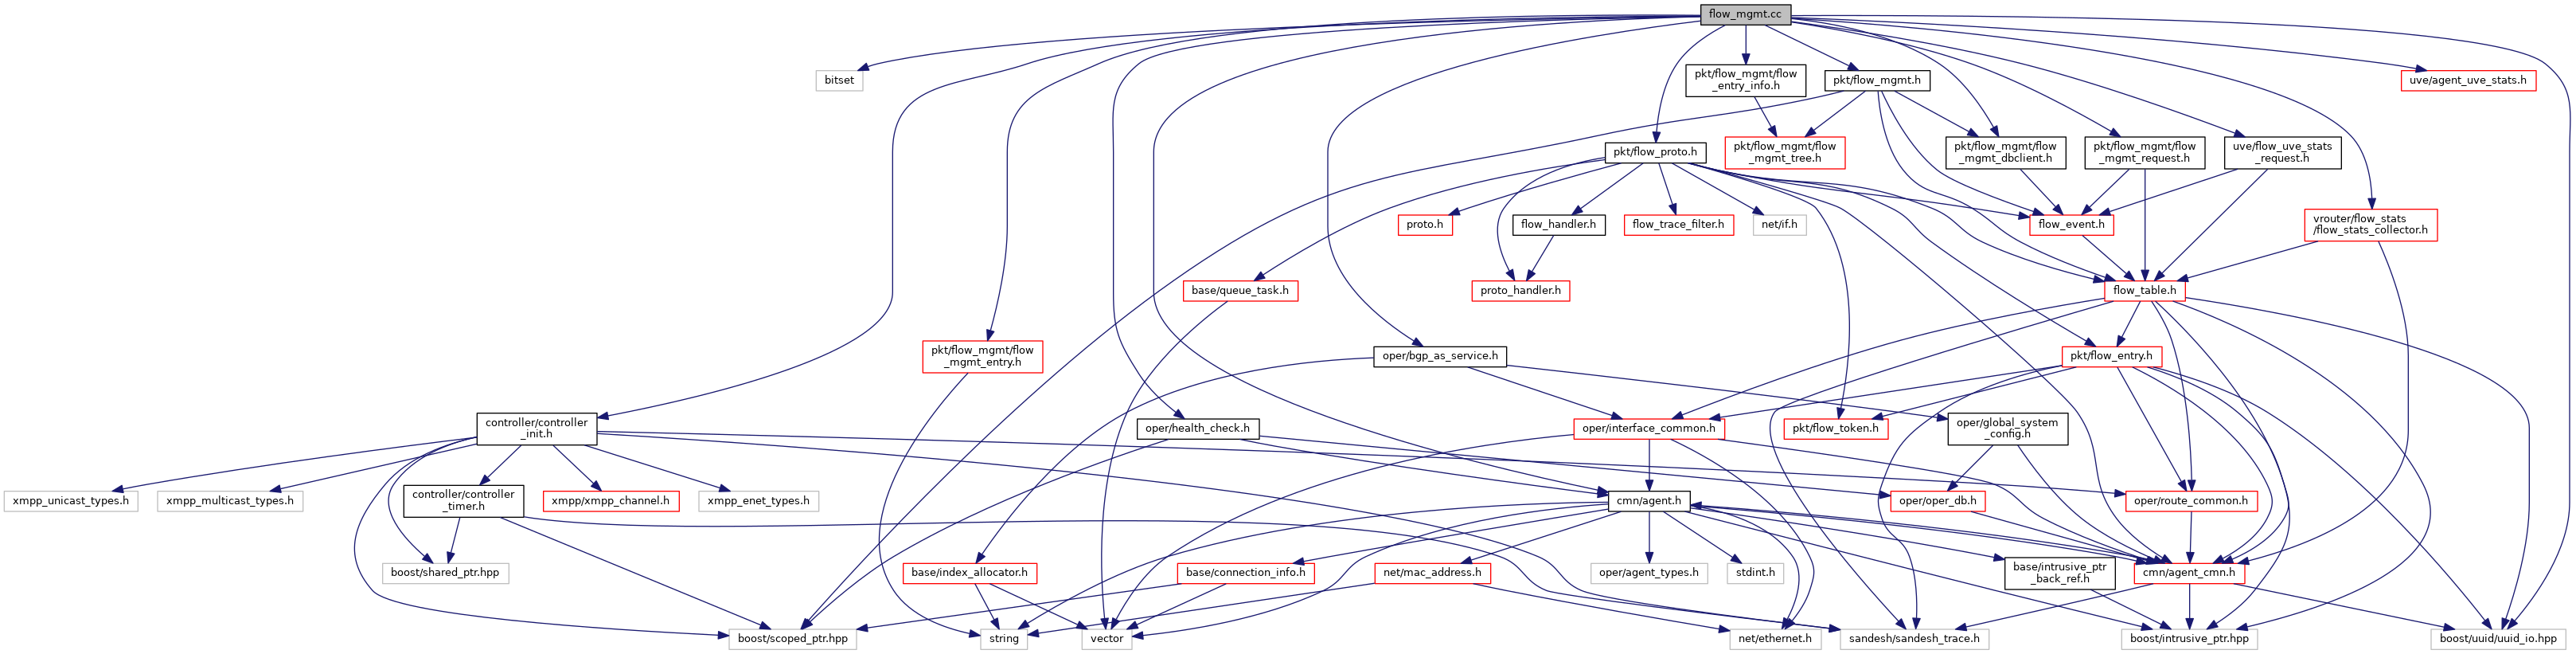 flow_mgmt.cc
bitset
pkt/flow_mgmt/flow
_entry_info.h
pkt/flow_mgmt.h
uve/agent_uve_stats.h
pkt/flow_proto.h
pkt/flow_mgmt/flow
_mgmt_tree.h
pkt/flow_mgmt/flow
_mgmt_dbclient.h
pkt/flow_mgmt/flow
_mgmt_request.h
uve/flow_uve_stats
_request.h
proto.h
flow_handler.h
flow_trace_filter.h
net/if.h
flow_event.h
vrouter/flow_stats
/flow_stats_collector.h
base/queue_task.h
proto_handler.h
flow_table.h
pkt/flow_mgmt/flow
_mgmt_entry.h
oper/bgp_as_service.h
pkt/flow_entry.h
controller/controller
_init.h
oper/health_check.h
oper/interface_common.h
pkt/flow_token.h
oper/global_system
_config.h
xmpp_unicast_types.h
xmpp_multicast_types.h
controller/controller
_timer.h
xmpp/xmpp_channel.h
xmpp_enet_types.h
cmn/agent.h
oper/oper_db.h
oper/route_common.h
boost/shared_ptr.hpp
base/index_allocator.h
base/connection_info.h
net/mac_address.h
oper/agent_types.h
stdint.h
base/intrusive_ptr
_back_ref.h
cmn/agent_cmn.h
boost/scoped_ptr.hpp
string
vector
net/ethernet.h
sandesh/sandesh_trace.h
boost/intrusive_ptr.hpp
boost/uuid/uuid_io.hpp